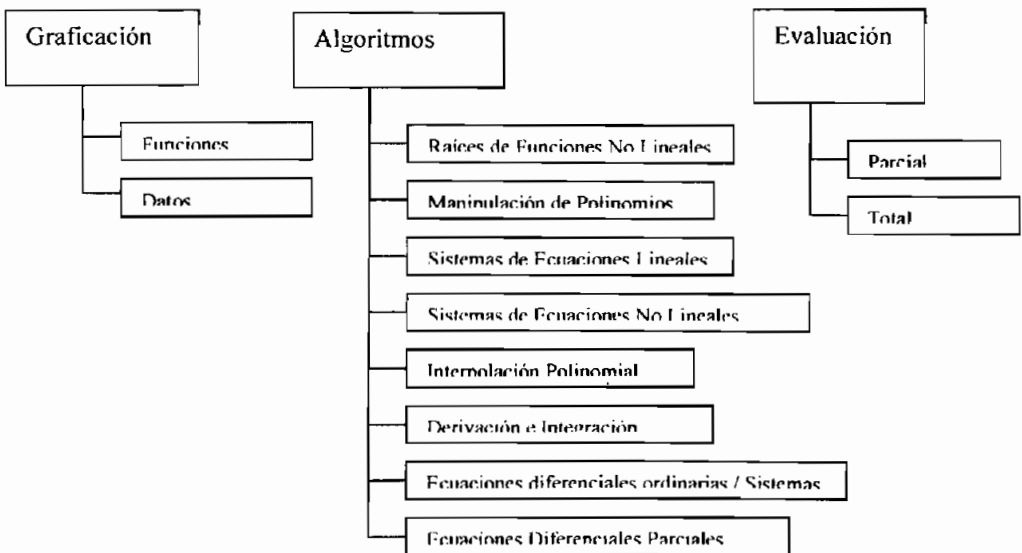 Graficación
Funciones
Datos
Algoritmos
Raíces de Funciones No Lineales
Manipulación de Polinomios
Sistemas de Ecuaciones Lineales
Sistemas de Ecuaciones No Lineales
Interpolación Polinomial
Derivación e Integración
Ecuaciones diferenciales ordinarias / Sistemas
Ecuaciones Diferenciales Parciales
Evaluación
Parcial
Total